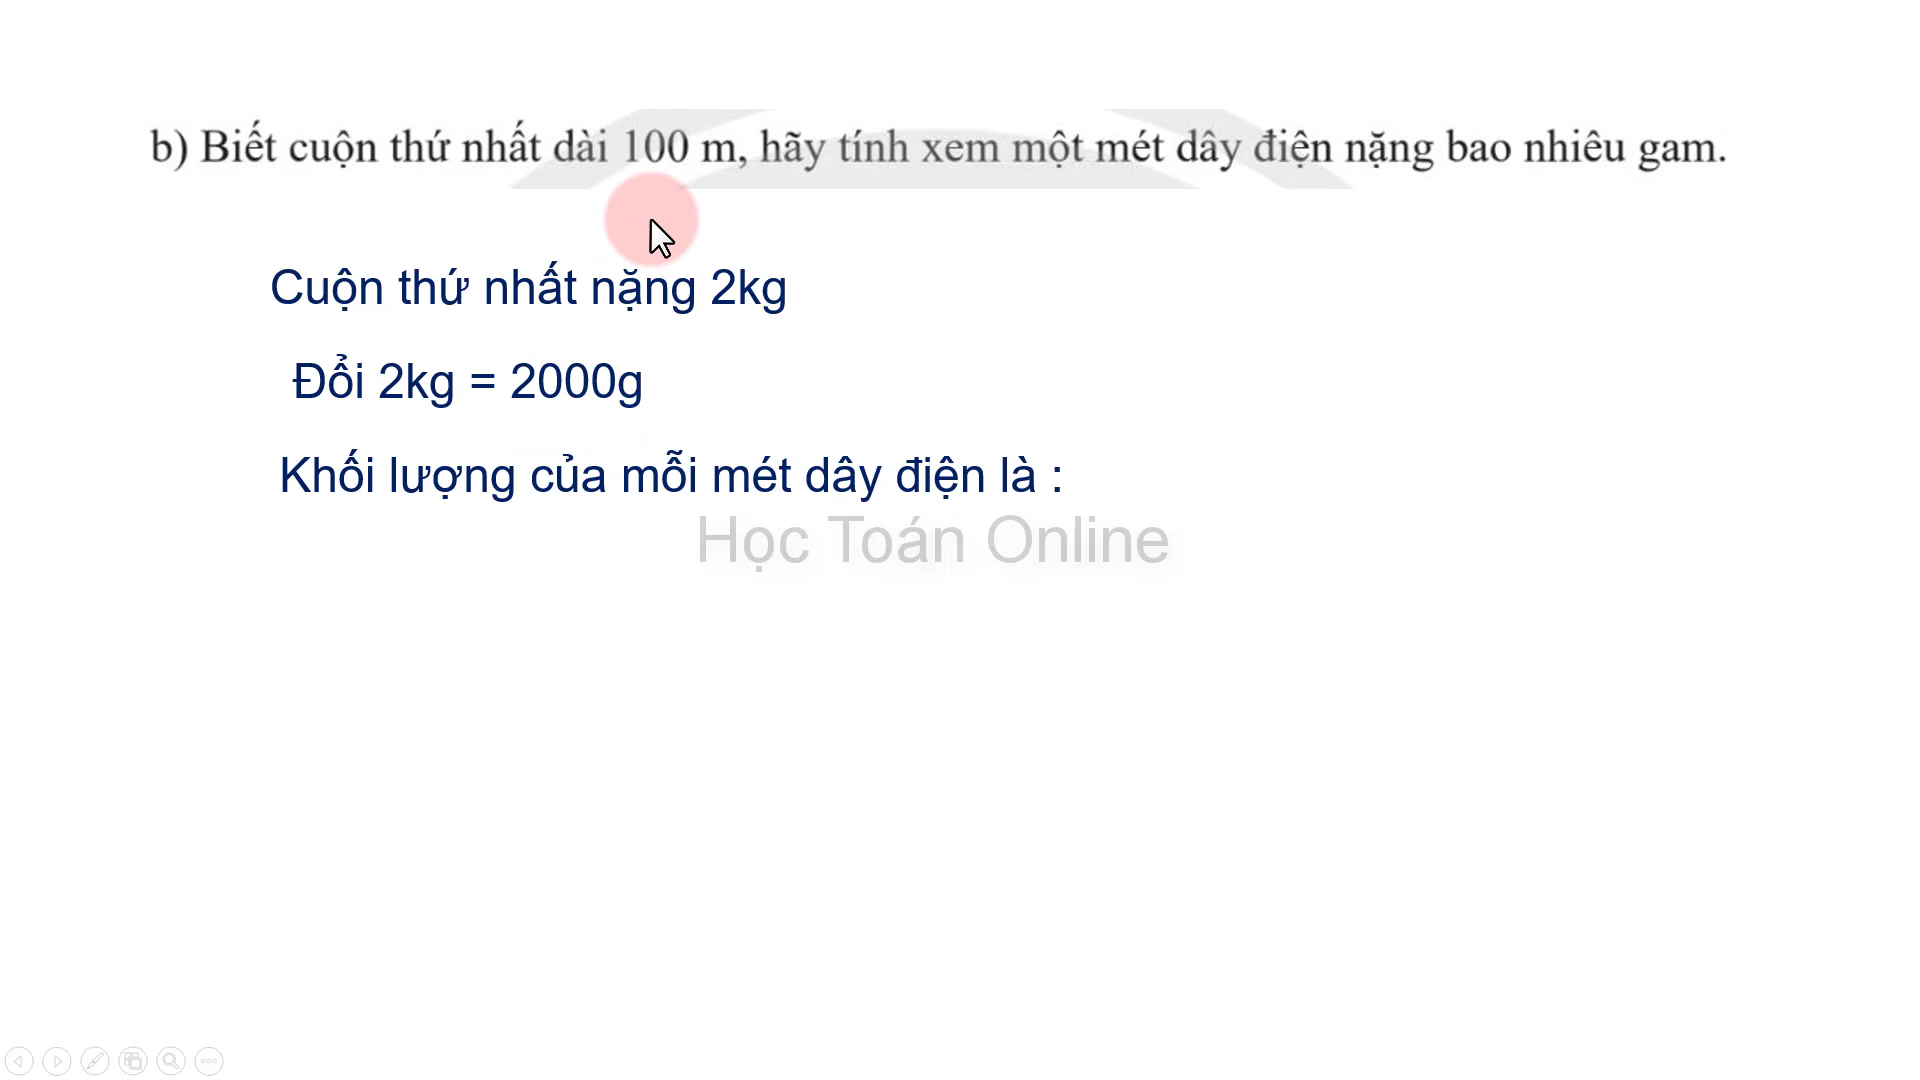 b) Biết cuộn thứ nhất dài 100 m, hãy tính xem một mét dây điện nặng bao nhiêu gam.
Cuộn thứ nhất nặng 2kg
Đổi 2kg = 2000g
Khối lượng của mỗi mét dây điện là :
Học Toán Online